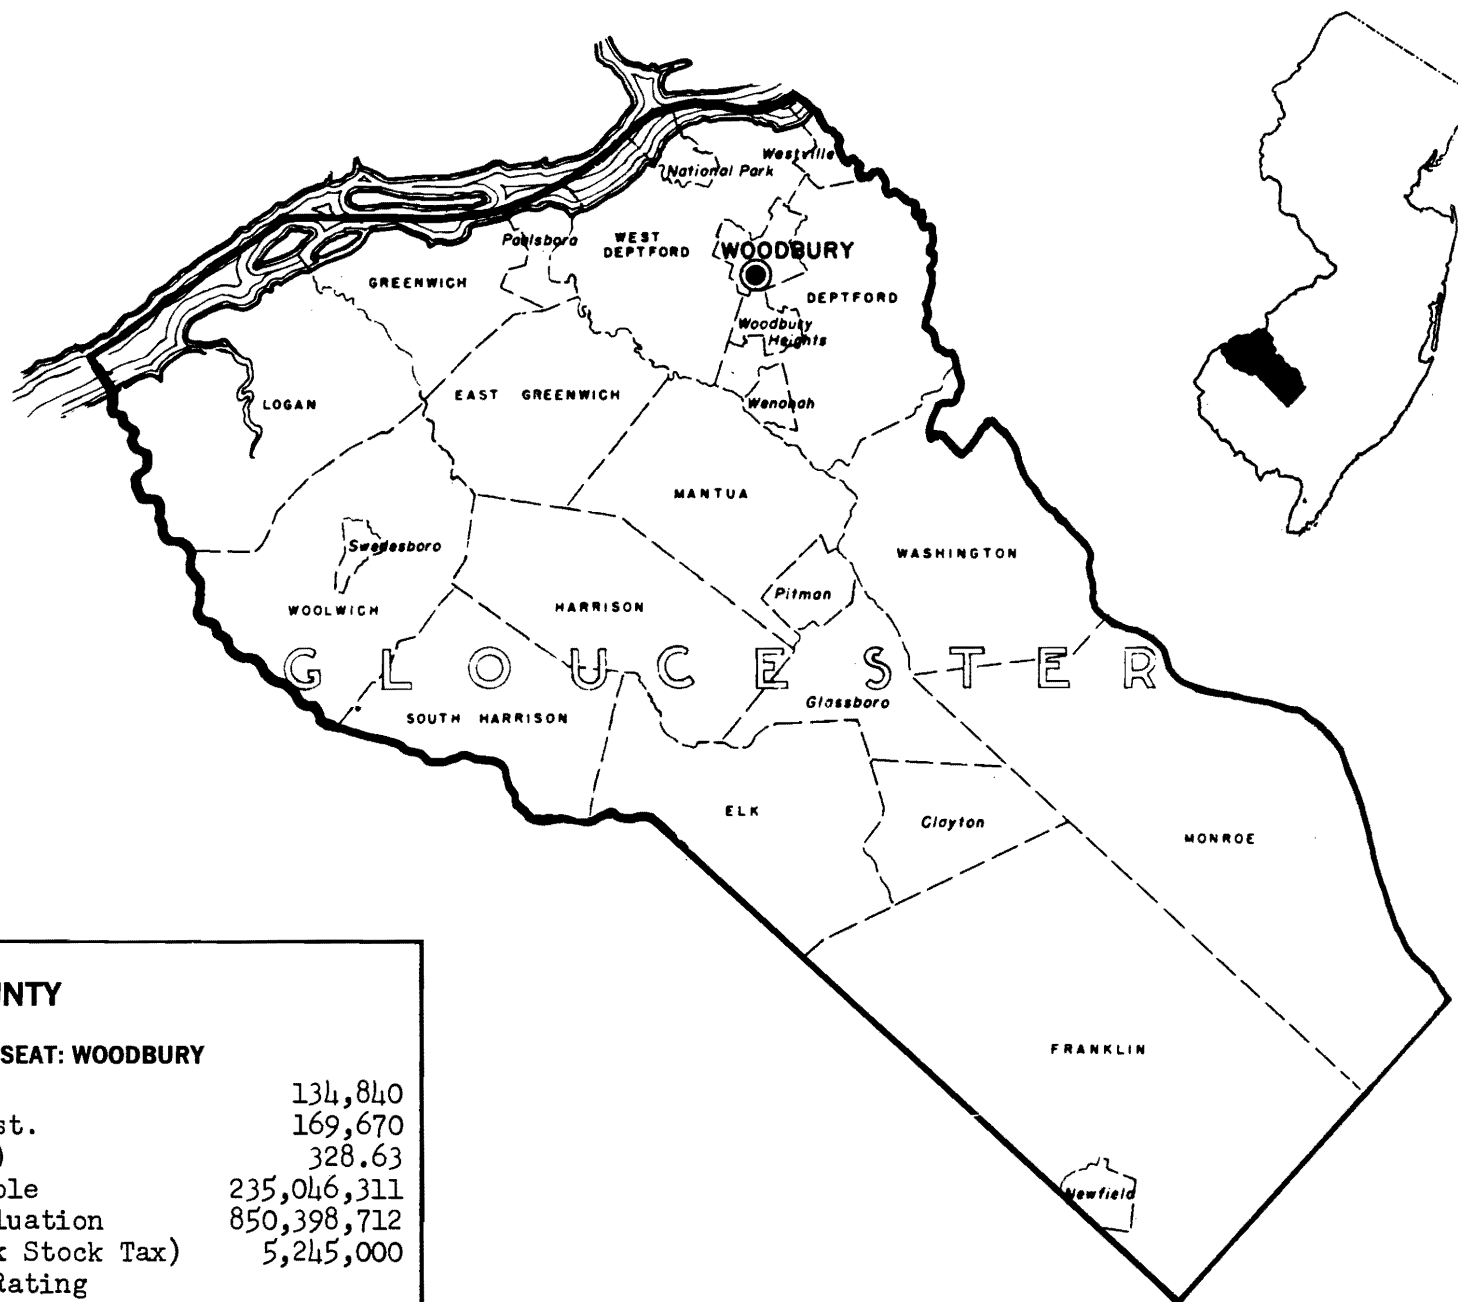 Westville
National Park
Paulsboro
WEST
DEPTFORD
WOODBURY
GREENWICH
DEPTFORD
Woodbury
Heights
LOGAN
EAST GREENWICH
Wenonah
MANTUA
Swedesboro
WASHINGTON
Pitman
WOOLWICH
HARRISON
GLOUCESTER
Glassboro
SOUTH HARRISON
ELK
Clayton
MONROE
FRANKLIN
Newfield
UNTY
SEAT: WOODBURY
134,840
st. 169,670
) 328.63
ole 235,046,311
luation 850,398,712
k Stock Tax) 5,245,000
Rating